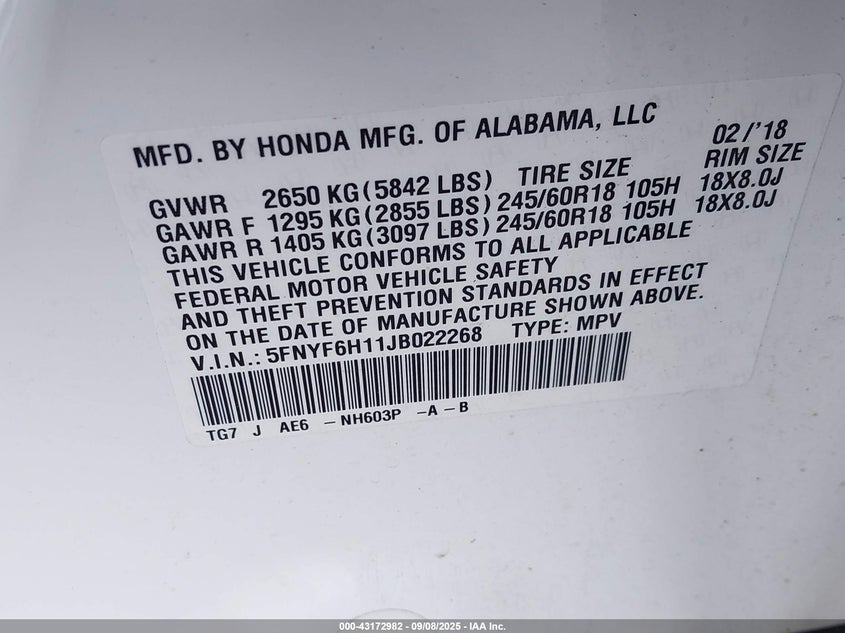 MFD. BY HONDA MFG. OF ALABAMA, LLC 02/'18
GVWR 2650 KG(5842 LBS) TIRE SIZE RIM SIZE
GAWR F 1295 KG(2855 LBS) 245/60R18 105H 18X8.0J
GAWR R 1405 KG(3097 LBS) 245/60R18 105H 18X8.0J
THIS VEHICLE CONFORMS TO ALL APPLICABLE
FEDERAL MOTOR VEHICLE SAFETY
AND THEFT PREVENTION STANDARDS IN EFFECT
ON THE DATE OF MANUFACTURE SHOWN ABOVE.
V.I.N.: 5FNYF6H11JB022268 TYPE: MPV
TG7 J AE6 - NH603P -A - B
000-43172982 - 09/08/2025 - IAA Inc.